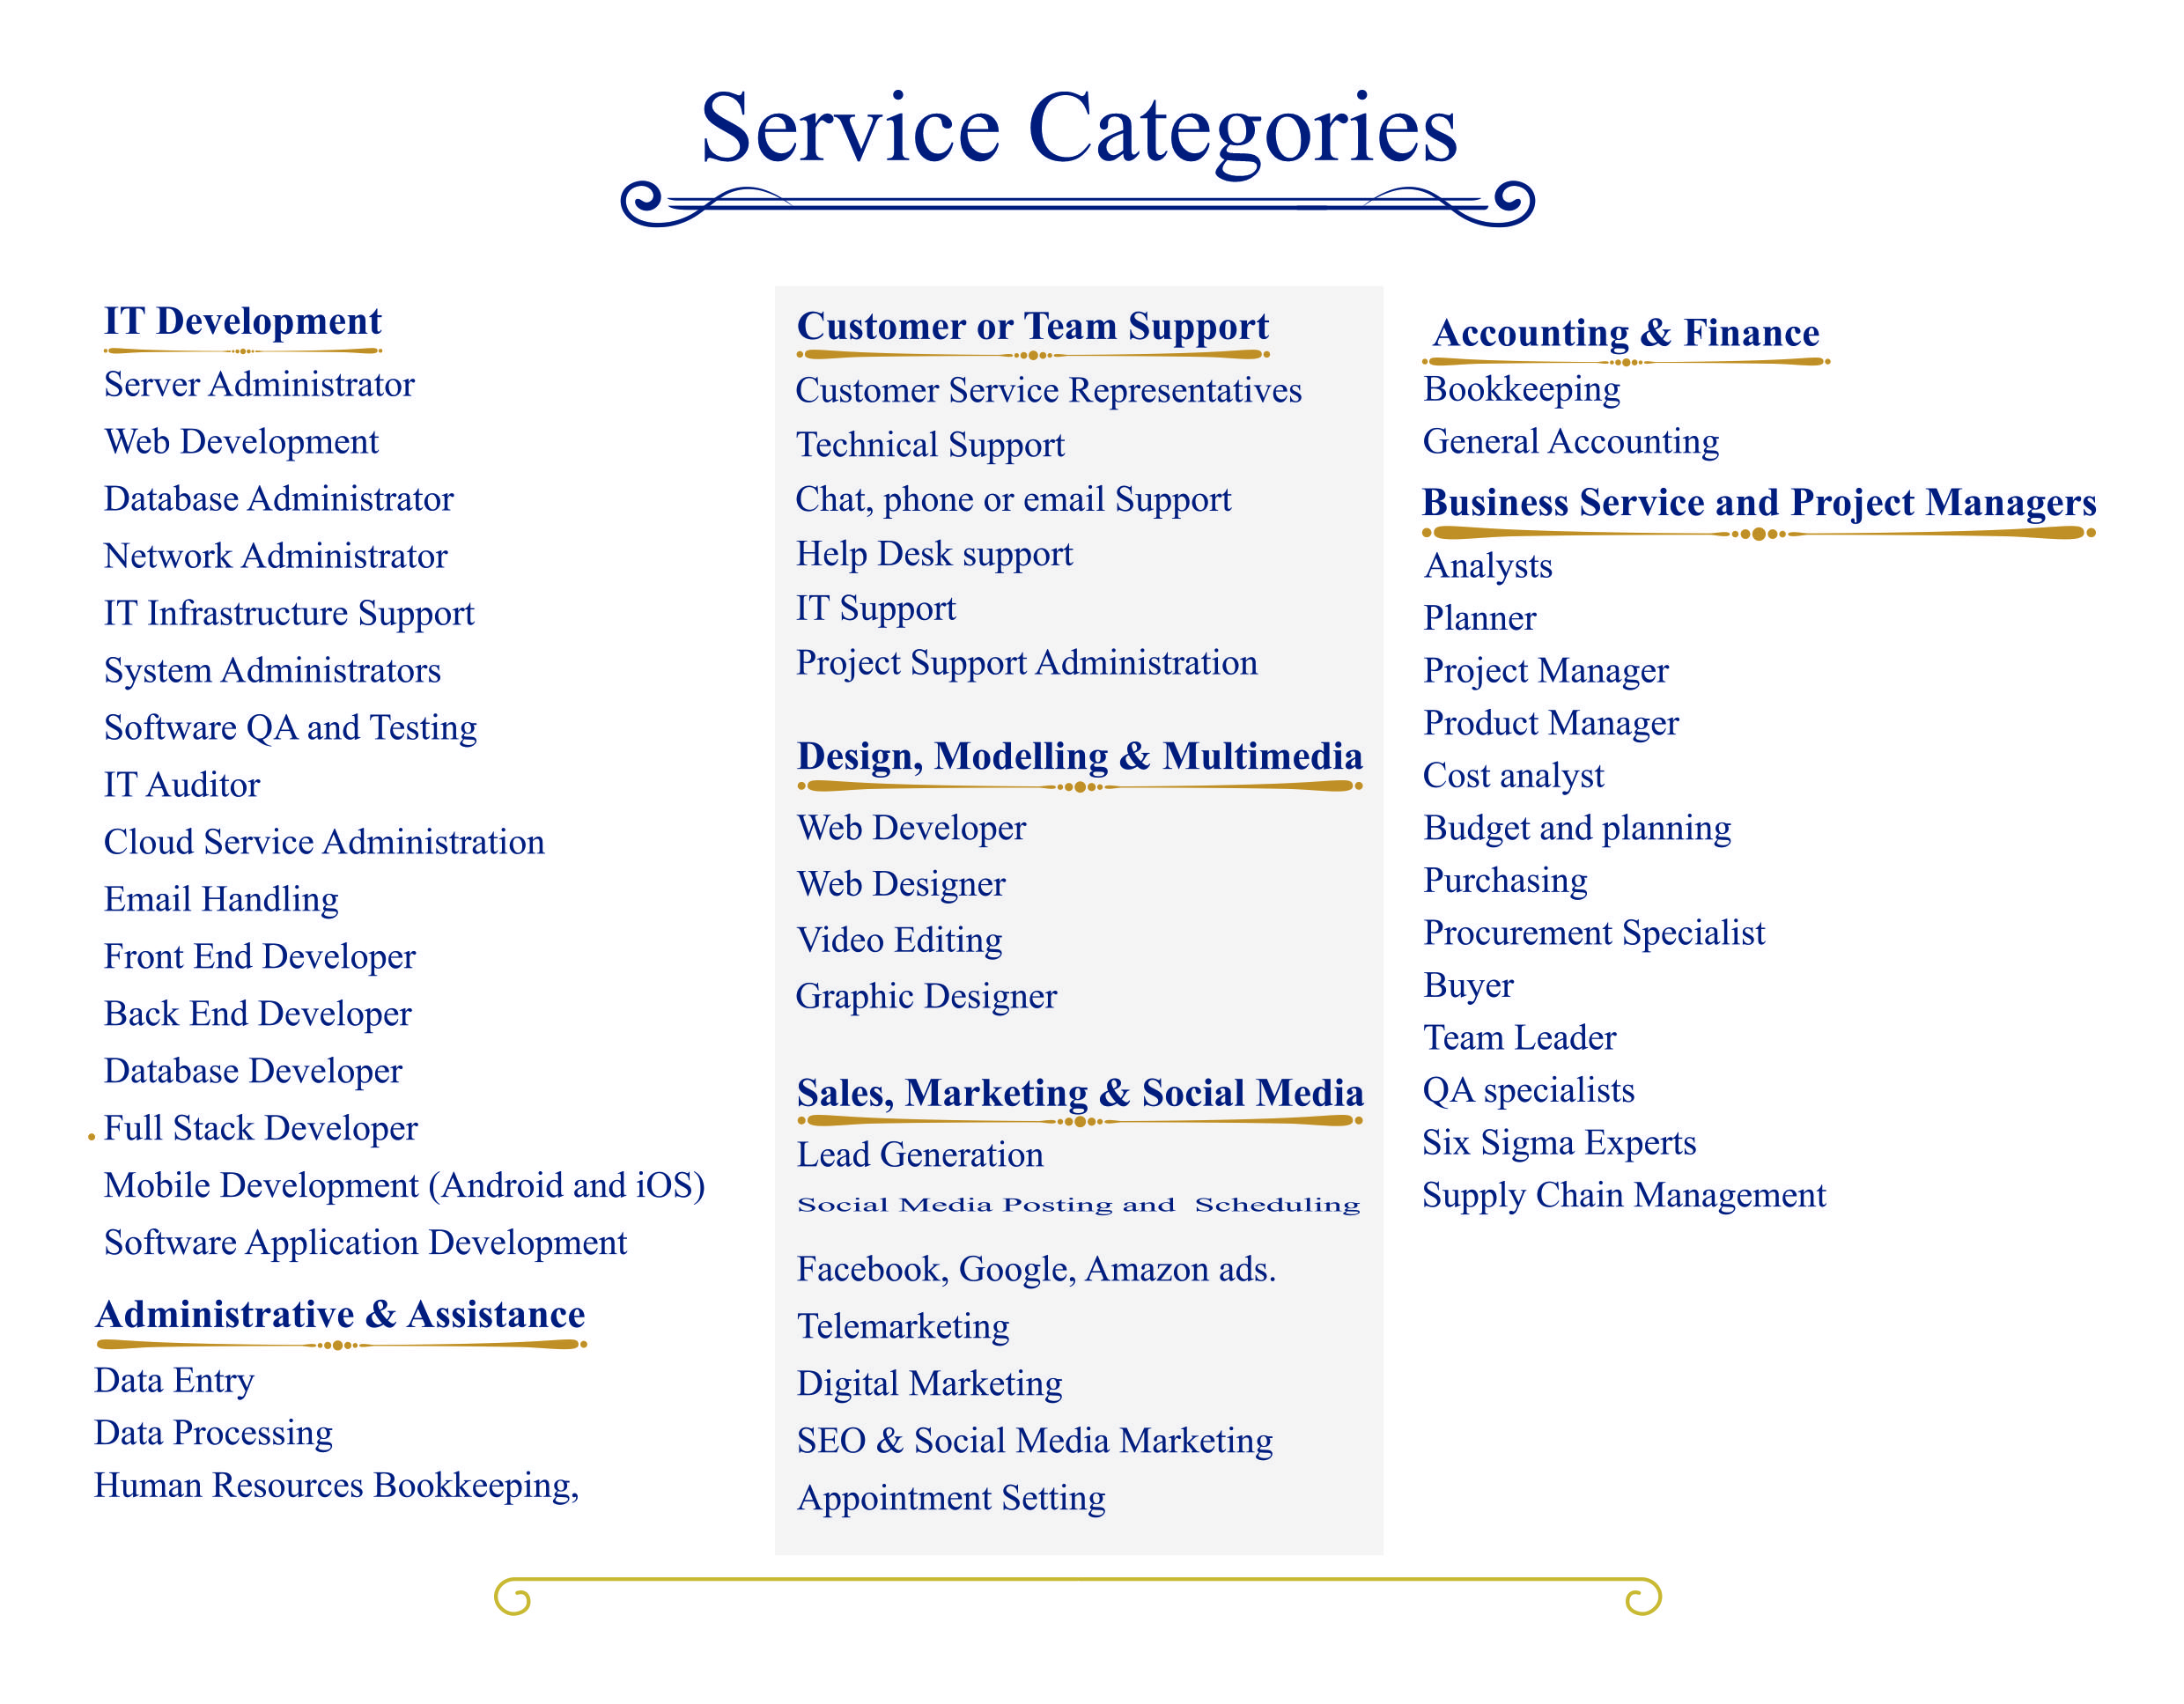 Service Categories
IT Development
Server Administrator
Web Development
Database Administrator
Network Administrator
IT Infrastructure Support
System Administrators
Software QA and Testing
IT Auditor
Cloud Service Administration
Email Handling
Front End Developer
Back End Developer
Database Developer
Full Stack Developer
Mobile Development (Android and iOS)
Software Application Development
Administrative & Assistance
Data Entry
Data Processing
Human Resources Bookkeeping,
Customer or Team Support
Customer Service Representatives
Technical Support
Chat, phone or email Support
Help Desk support
IT Support
Project Support Administration
Design, Modelling & Multimedia
Web Developer
Web Designer
Video Editing
Graphic Designer
Sales, Marketing & Social Media
Lead Generation
Social Media Posting and Scheduling
Facebook, Google, Amazon ads.
Telemarketing
Digital Marketing
SEO & Social Media Marketing
Appointment Setting
Accounting & Finance
Bookkeeping
General Accounting
Business Service and Project Managers
Analysts
Planner
Project Manager
Product Manager
Cost analyst
Budget and planning
Purchasing
Procurement Specialist
Buyer
Team Leader
QA specialists
Six Sigma Experts
Supply Chain Management